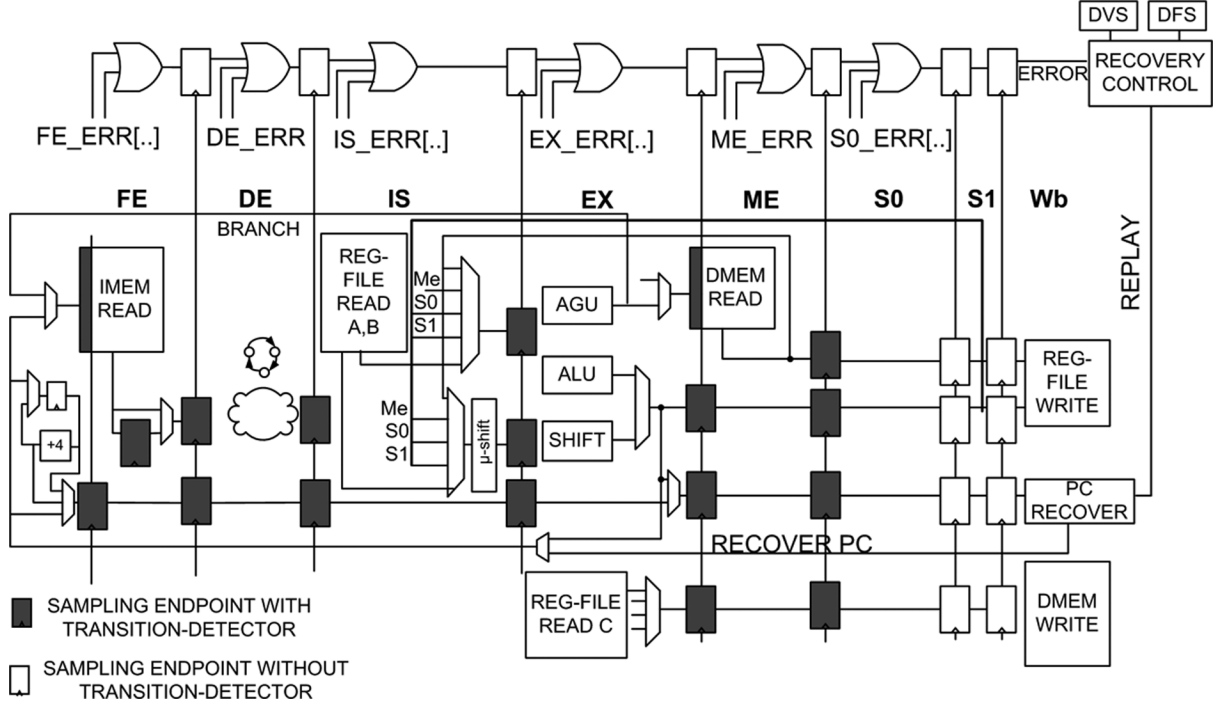 DVS
DFS
ERROR
RECOVERY
CONTROL
FE_ERR[..]
DE_ERR
IS_ERR[..]
EX_ERR[..]
ME_ERR
S0_ERR[..]
FE
DE
IS
EX
ME
S0
S1
Wb
BRANCH
REPLAY
IMEM
READ
REG-
FILE
READ
A,B
Me
S0
S1
AGU
DMEM
READ
ALU
REG-
FILE
WRITE
Me
S0
S1
µ-shift
SHIFT
+4
PC
RECOVER
RECOVER PC
REG-FILE
READ C
DMEM
WRITE
SAMPLING ENDPOINT WITH
TRANSITION-DETECTOR
SAMPLING ENDPOINT WITHOUT
TRANSITION-DETECTOR